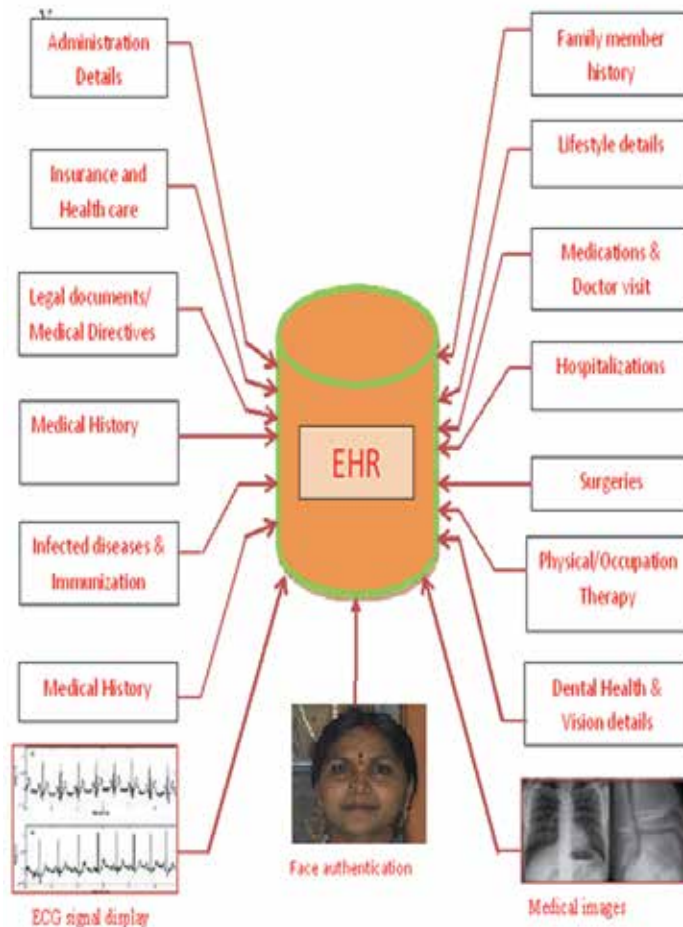 Administration
Details
Insurance and
Health care
Legal documents/
Medical Directives
Medical History
Infected diseases &
Immunization
Medical History
ECG signal display
EHR
Face authentication
Family member
history
Lifestyle details
Medications &
Doctor visit
Hospitalizations
Surgeries
Physical/Occupation
Therapy
Dental Health &
Vision details
Medical images